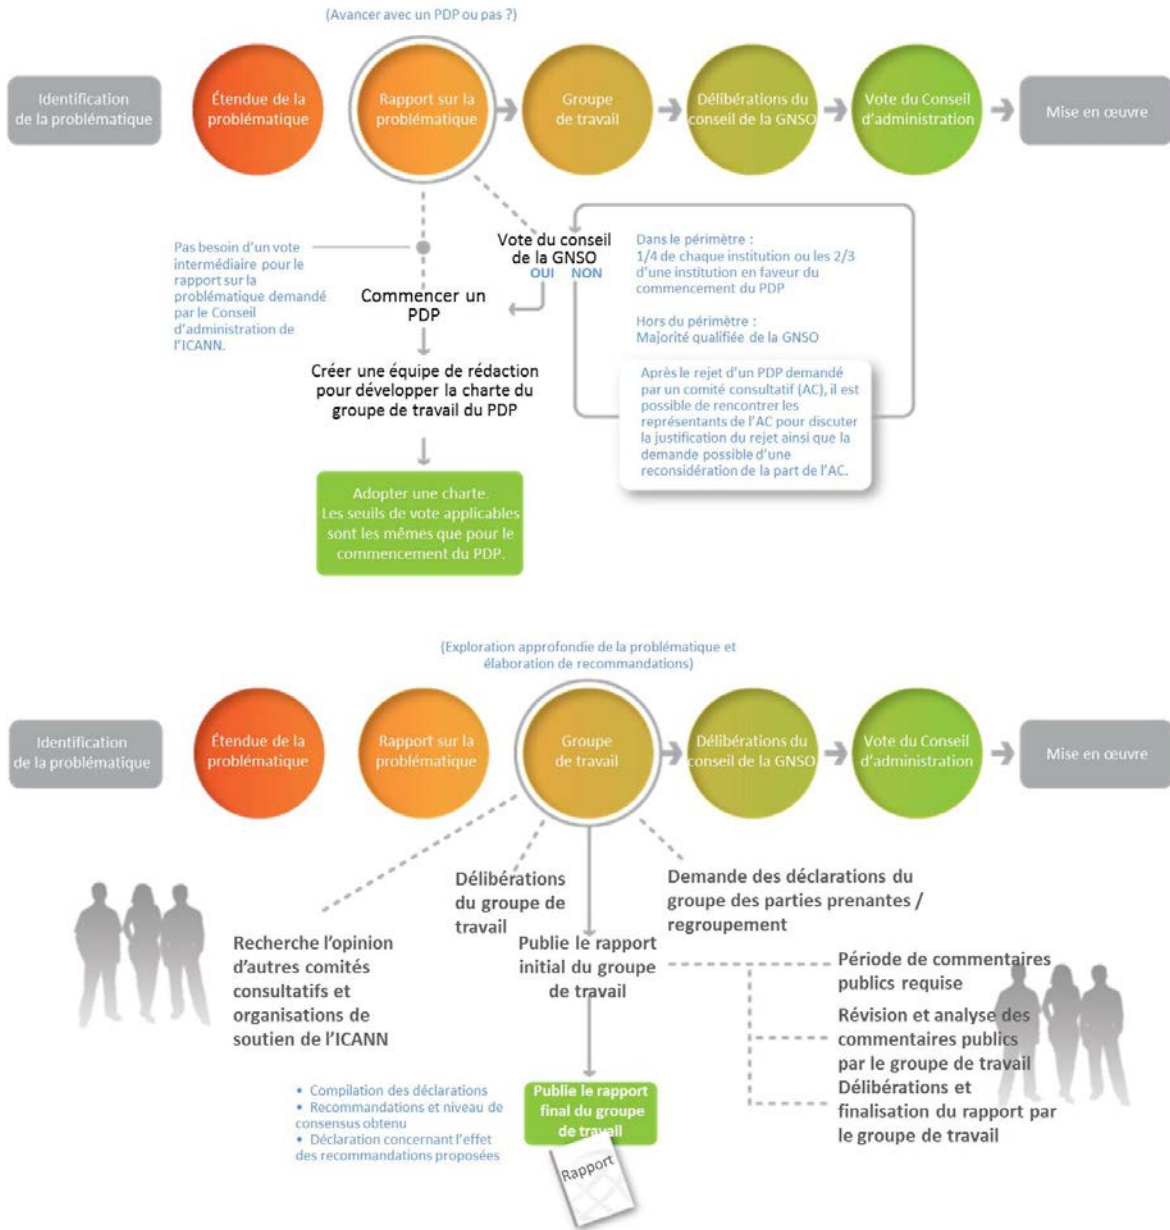 (Avancer avec un PDP ou pas ?)
Identification
de la problématique
Étendue de la
problématique
Rapport sur la
problématique
Groupe
de travail
Délibérations du
conseil de la GNSO
Vote du Conseil
d'administration
Mise en œuvre
Pas besoin d'un vote
intermédiaire pour le
rapport sur la
problématique demandé
par le Conseil
d'administration de
l'ICANN.
Vote du conseil
de la GNSO
OUI NON
Commencer un
PDP
Créer une équipe de rédaction
pour développer la charte du
groupe de travail du PDP
Adopter une charte.
Les seuils de vote applicables
sont les mêmes que pour le
commencement du PDP.
Dans le périmètre :
1/4 de chaque institution ou les 2/3
d'une institution en faveur du
commencement du PDP
Hors du périmètre :
Majorité qualifiée de la GNSO
Après le rejet d'un PDP demandé
par un comité consultatif (AC), il est
possible de rencontrer les
représentants de l'AC pour discuter
la justification du rejet ainsi que la
demande possible d'une
reconsidération de la part de l'AC.
(Exploration approfondie de la problématique et
élaboration de recommandations)
Identification
de la problématique
Étendue de la
problématique
Rapport sur la
problématique
Groupe
de travail
Délibérations du
conseil de la GNSO
Vote du Conseil
d'administration
Mise en œuvre
Recherche l'opinion
d'autres comités
consultatifs et
organisations de
soutien de l'ICANN
Délibérations
du groupe de
travail
Demande des déclarations du
groupe des parties prenantes /
regroupement
Publie le rapport
initial du groupe
de travail
Période de commentaires
publics requise
Révision et analyse des
commentaires publics
par le groupe de travail
Délibérations et
finalisation du rapport par
le groupe de travail
• Compilation des déclarations
• Recommandations et niveau de
consensus obtenu
• Déclaration concernant l'effet
des recommandations proposées
Publie le rapport
final du groupe
de travail
Rapport